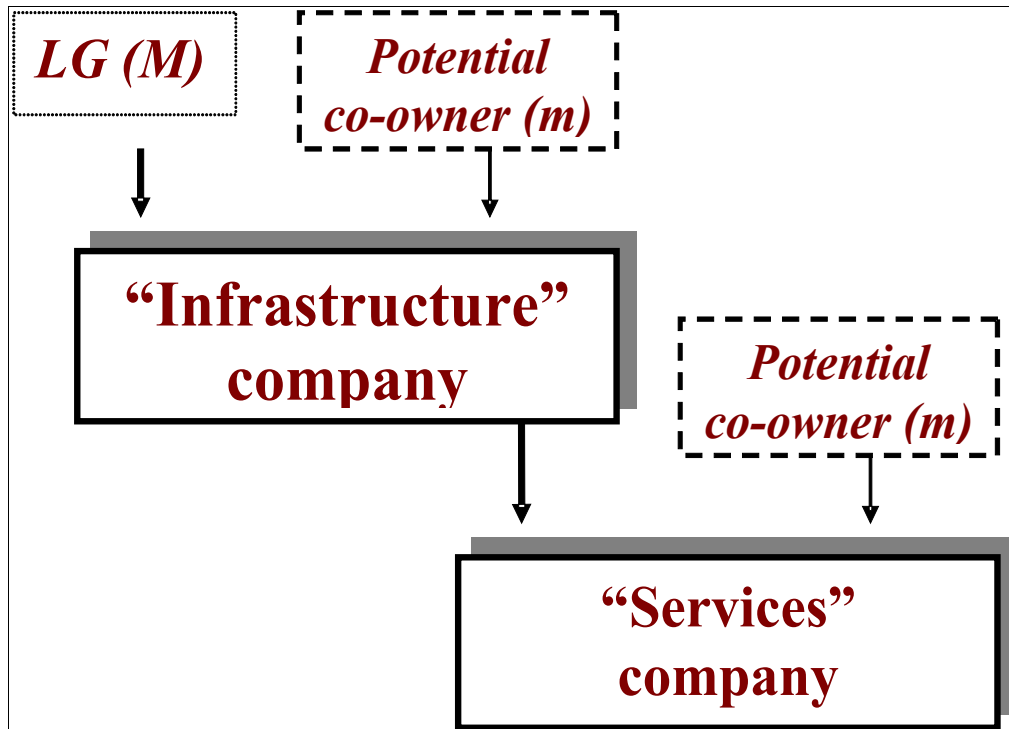 LG (M)
Potential
co-owner (m)
“Infrastructure”
company
Potential
co-owner (m)
“Services”
company